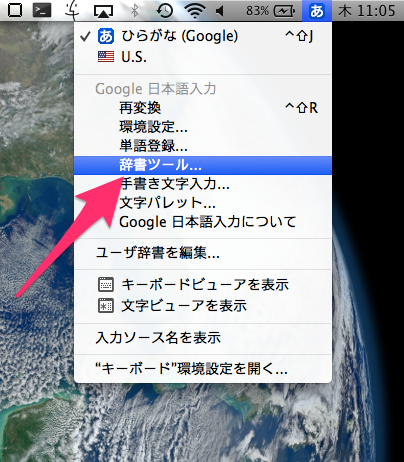 83% あ 木 11:05
✓ あ ひらがな (Google) ^⇧J
U.S.
Google 日本語入力
再変換 ^⇧R
環境設定...
単語登録...
辞書ツール...
手書き文字入力...
文字パレット...
Google 日本語入力について
ユーザ辞書を編集...
キーボードビューアを表示
文字ビューアを表示
入力ソース名を表示
“キーボード”環境設定を開く...